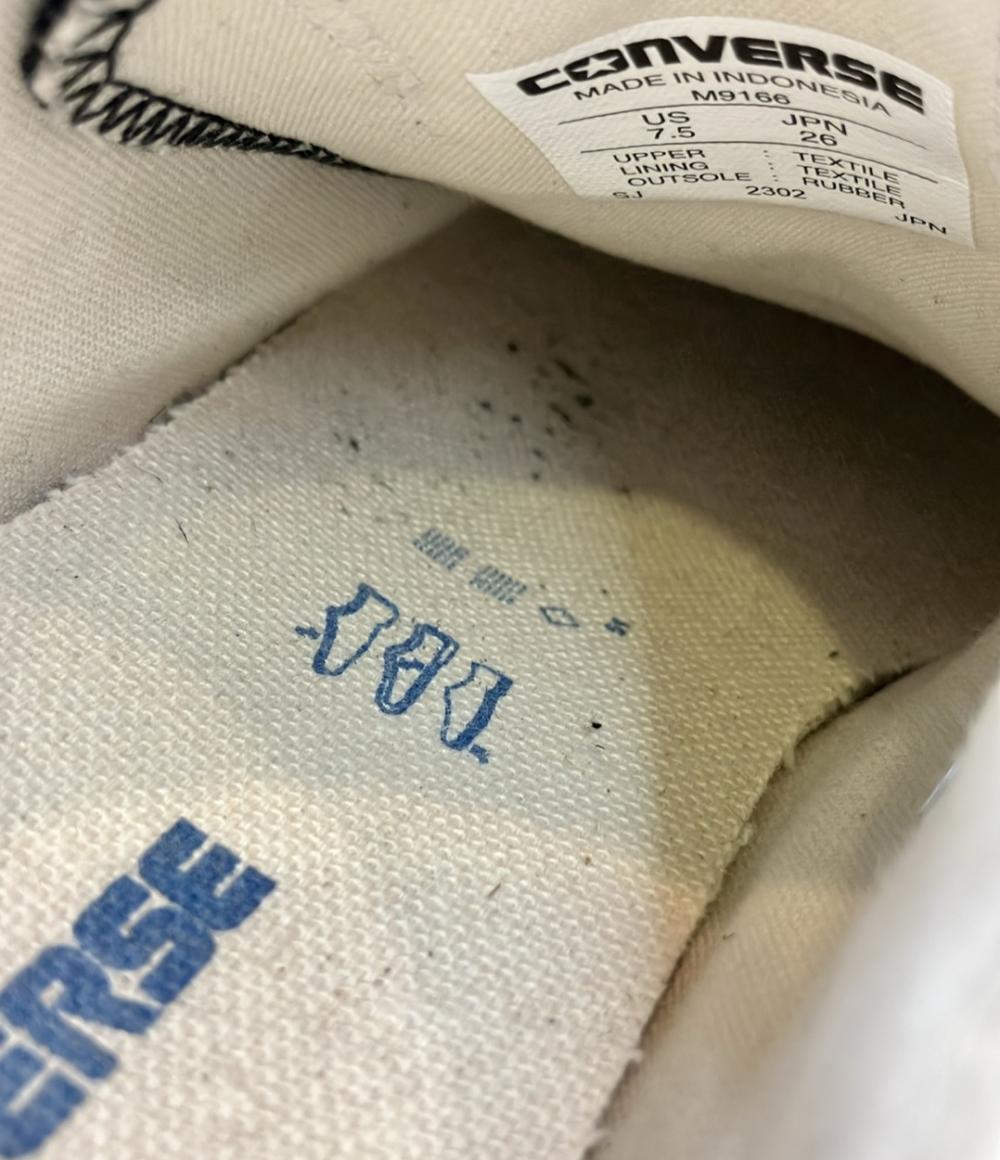 CONVERSE
MADE IN INDONESIA
M9166
US JPN
7.5 26
UPPER : TEXTILE
LINING : TEXTILE
OUTSOLE : RUBBER
SJ 2302
JPN
ERSE